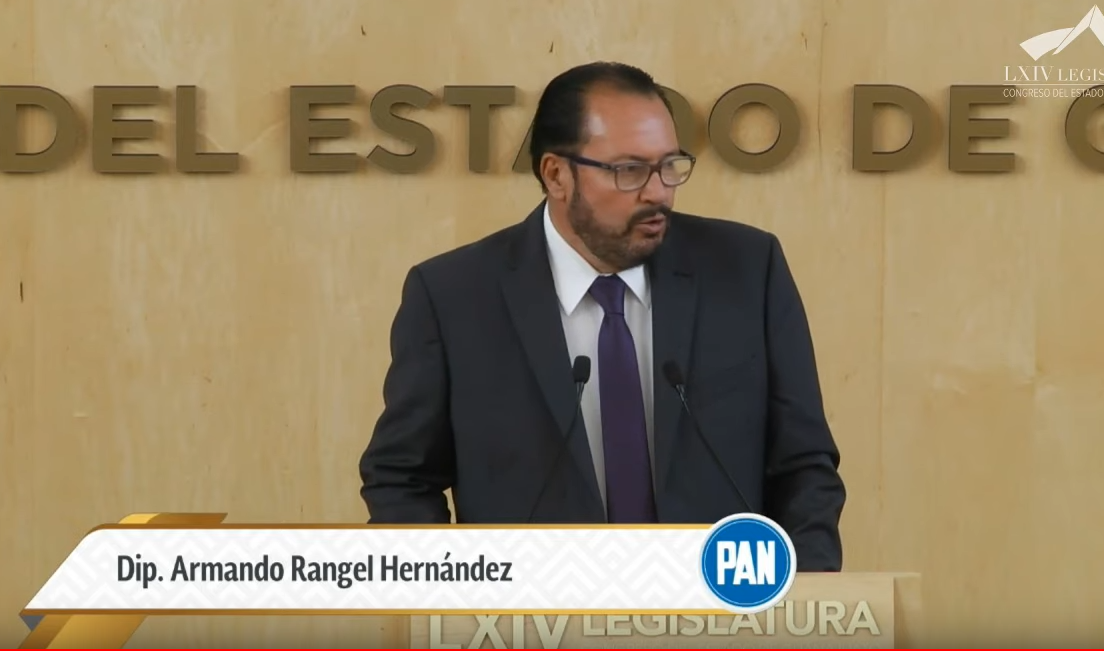 DEL ESTADO DE
LXIV LEGIS
CONGRESO DEL ESTADO
Dip. Armando Rangel Hernández
PAN
LXIV LEGISLATURA